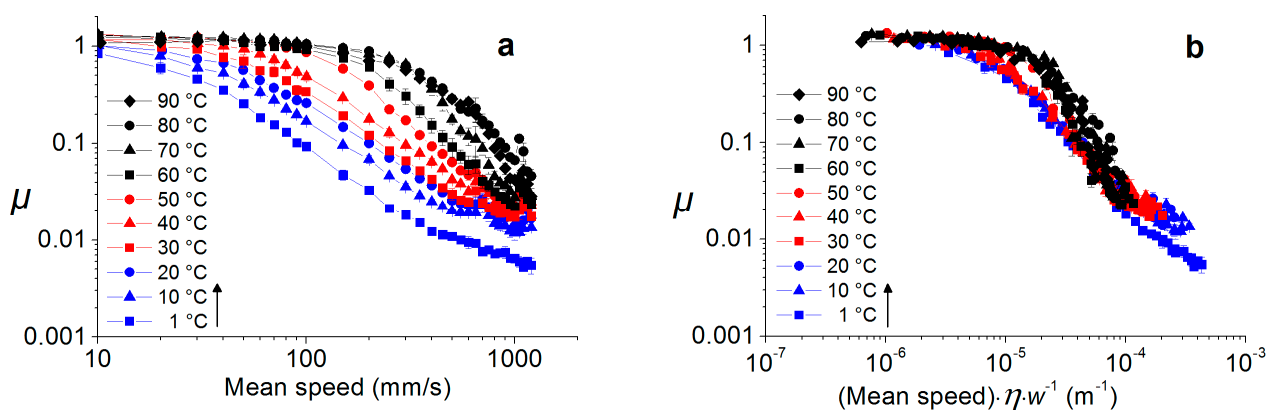 a
1
0.1
0.01
0.001
μ
90 °C
80 °C
70 °C
60 °C
50 °C
40 °C
30 °C
20 °C
10 °C
1 °C
10
100
1000
Mean speed (mm/s)
b
1
0.1
0.01
0.001
μ
90 °C
80 °C
70 °C
60 °C
50 °C
40 °C
30 °C
20 °C
10 °C
1 °C
10⁻⁷
10⁻⁶
10⁻⁵
10⁻⁴
10⁻³
(Mean speed)·η·w⁻¹ (m⁻¹)